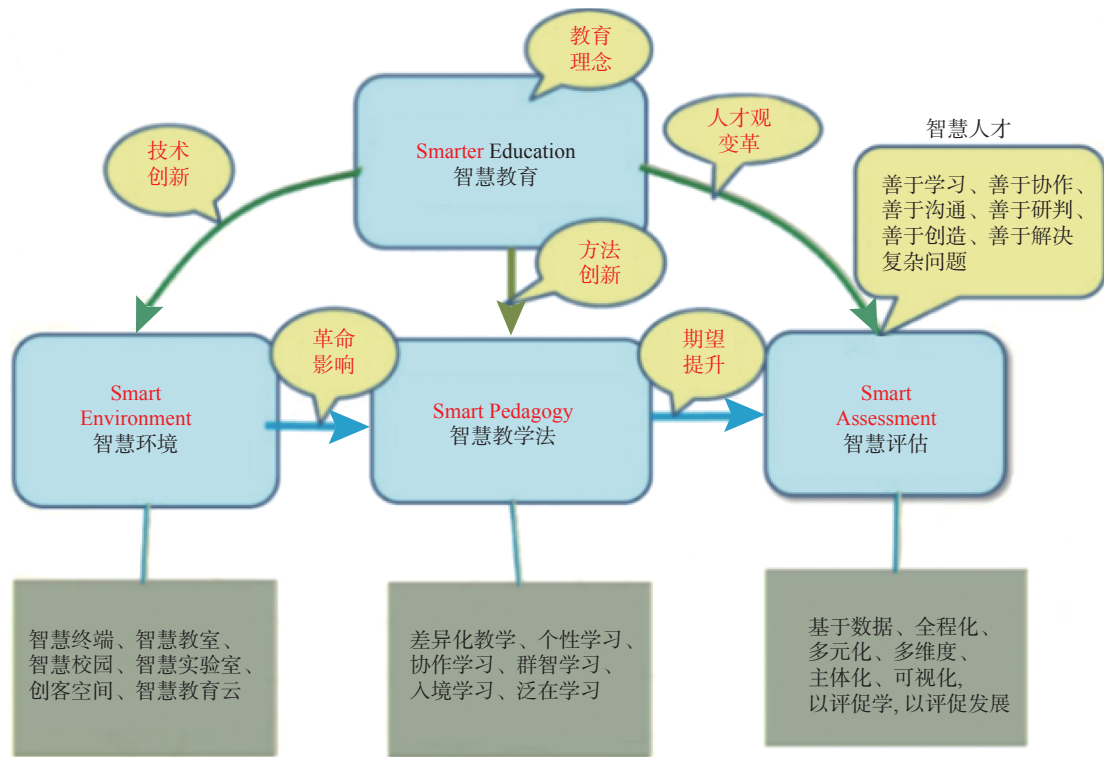 教育
理念
Smarter Education
智慧教育
技术
创新
人才观
变革
智慧人才
善于学习、善于协作、
善于沟通、善于研判、
善于创造、善于解决
复杂问题
方法
创新
革命
影响
期望
提升
Smart
Environment
智慧环境
Smart Pedagogy
智慧教学法
Smart
Assessment
智慧评估
智慧终端、智慧教室、
智慧校园、智慧实验室、
创客空间、智慧教育云
差异化教学、个性学习、
协作学习、群智学习、
入境学习、泛在学习
基于数据、全程化、
多元化、多维度、
主体化、可视化,
以评促学, 以评促发展